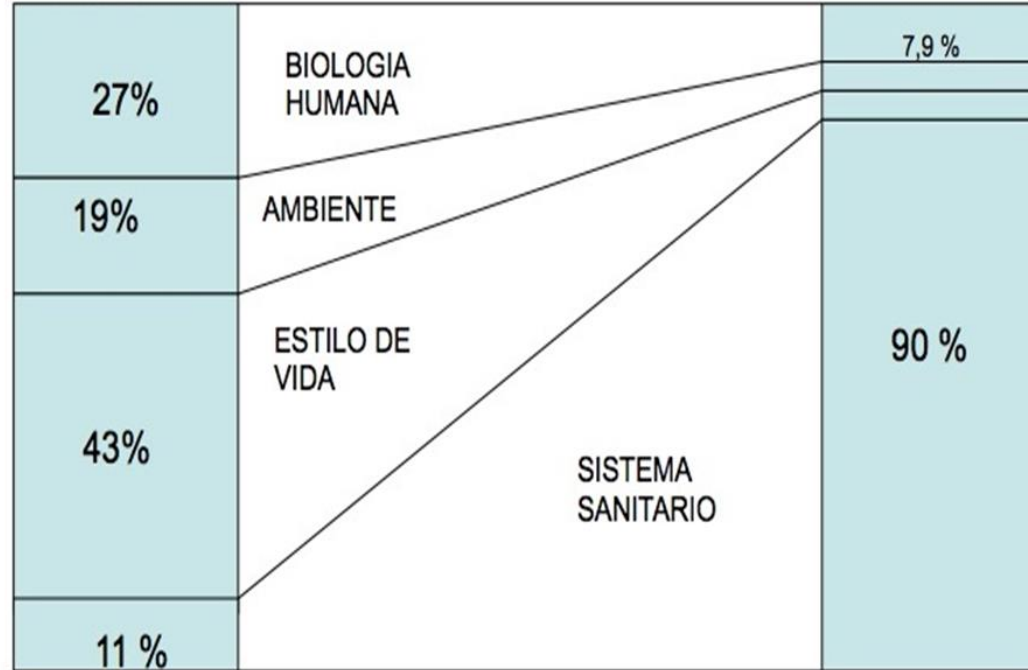 27%
19%
43%
11 %
BIOLOGIA
HUMANA
AMBIENTE
ESTILO DE
VIDA
SISTEMA
SANITARIO
7,9 %
90 %